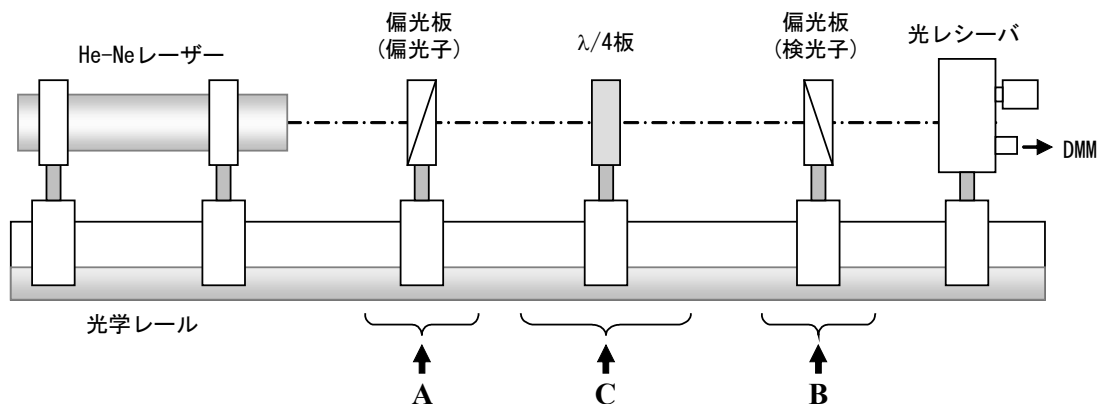 He-Neレーザー
偏光板
(偏光子)
λ/4板
偏光板
(検光子)
光レシーバ
DMM
光学レール
A
C
B